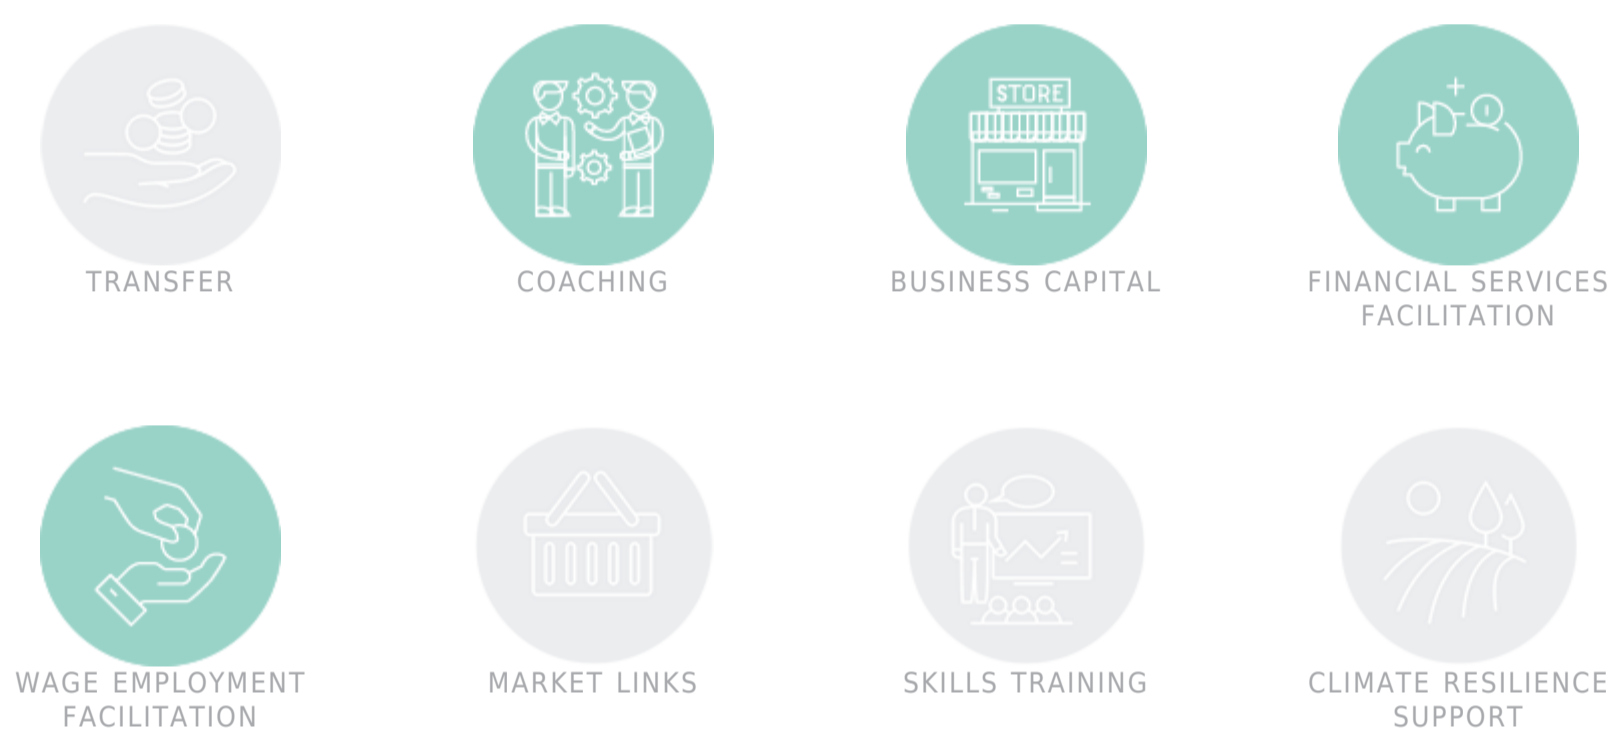 TRANSFER
COACHING
STORE
BUSINESS CAPITAL
FINANCIAL SERVICES
FACILITATION
WAGE EMPLOYMENT
FACILITATION
MARKET LINKS
SKILLS TRAINING
CLIMATE RESILIENCE
SUPPORT